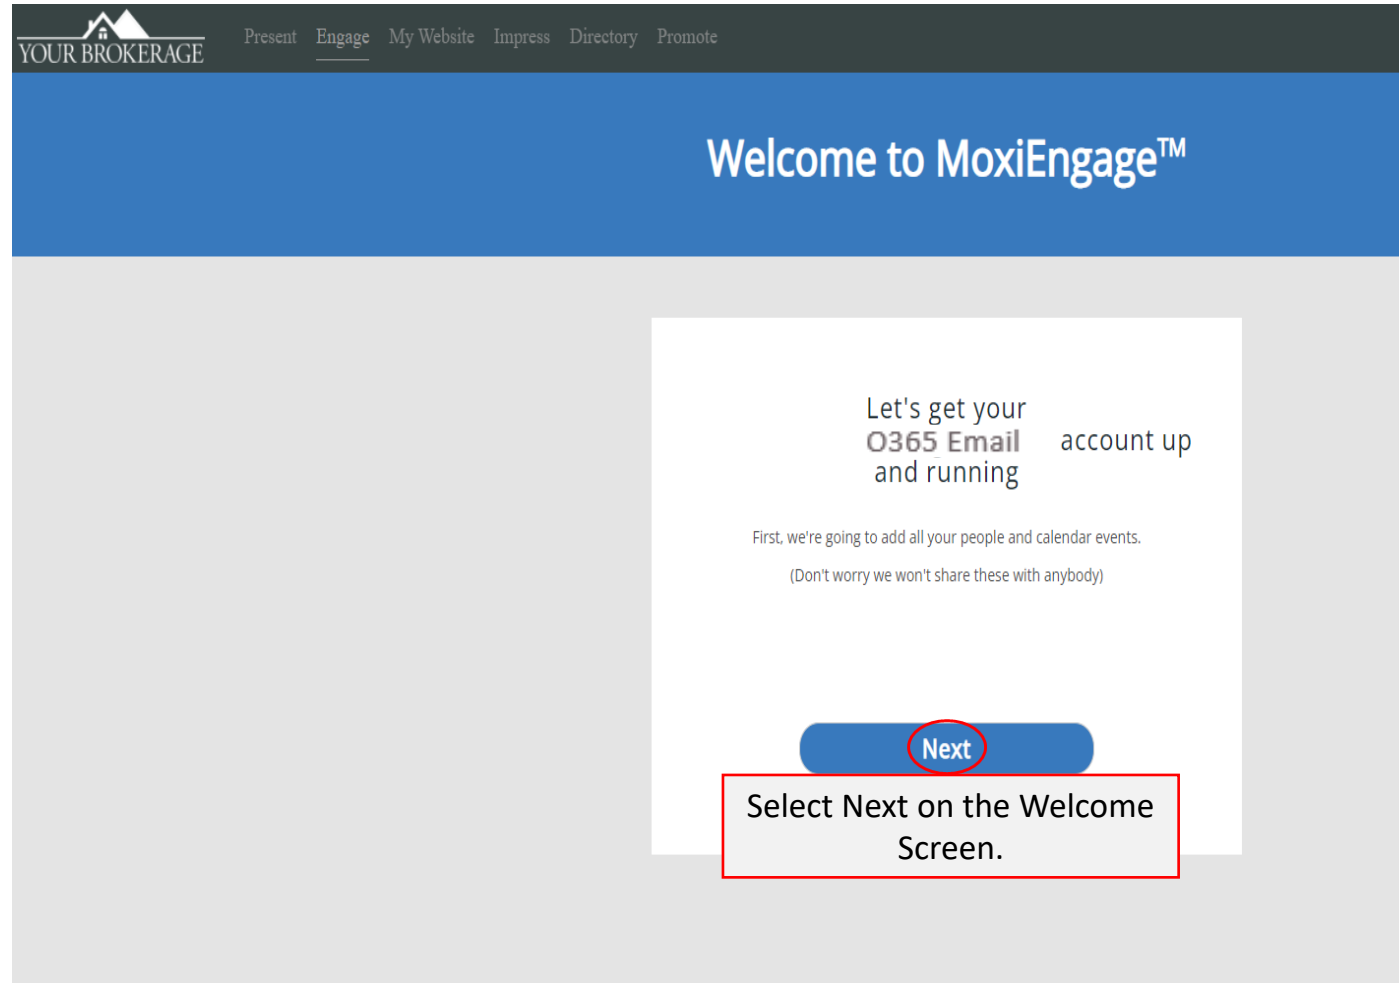 YOUR BROKERAGE
Present Engage My Website Impress Directory Promote
Welcome to MoxiEngage™
Let's get your
O365 Email account up
and running
First, we're going to add all your people and calendar events.
(Don't worry we won't share these with anybody)
Next
Select Next on the Welcome
Screen.